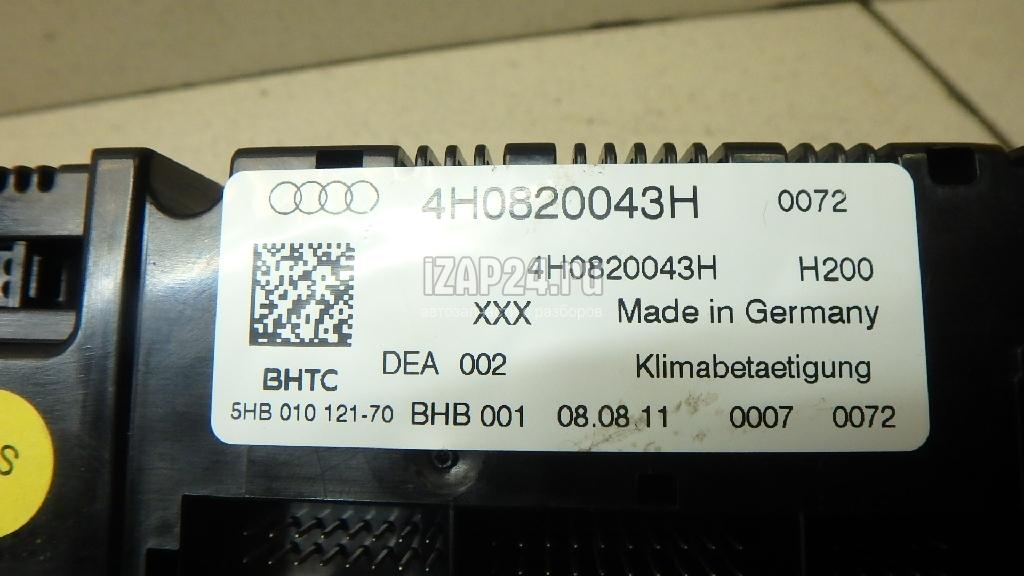 4H0820043H 0072
4H0820043H H200
iZAP24.ru
XXX Made in Germany
DEA 002 Klimabetaetigung
BHTC
5HB 010 121-70 BHB 001 08.08.11 0007 0072
S